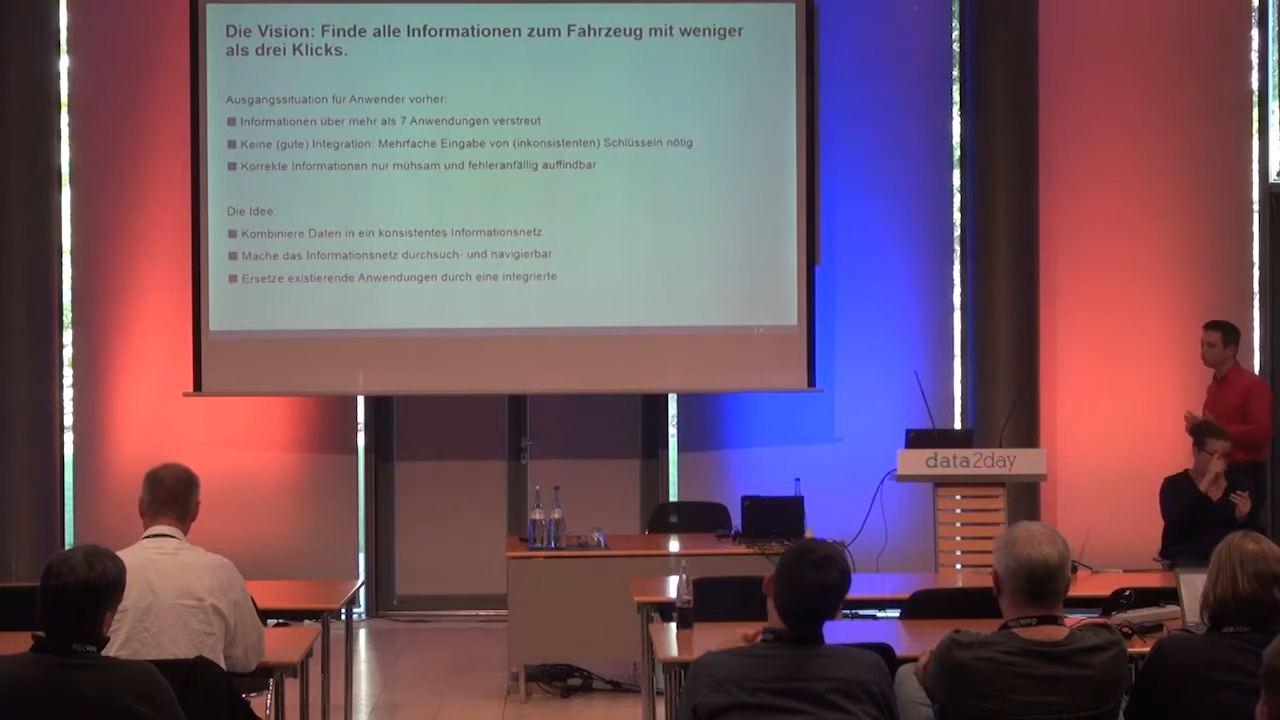 Die Vision: Finde alle Informationen zum Fahrzeug mit weniger
als drei Klicks.
Ausgangssituation für Anwender vorher:
Informationen über mehr als 7 Anwendungen verstreut
Keine (gute) Integration: Mehrfache Eingabe von (inkonsistenten) Schlüsseln nötig
Korrekte Informationen nur mühsam und fehleranfällig auffindbar
Die Idee:
Kombiniere Daten in ein konsistentes Informationsnetz
Mache das Informationsnetz durchsuch- und navigierbar
Ersetze existierende Anwendungen durch eine integrierte
data2day